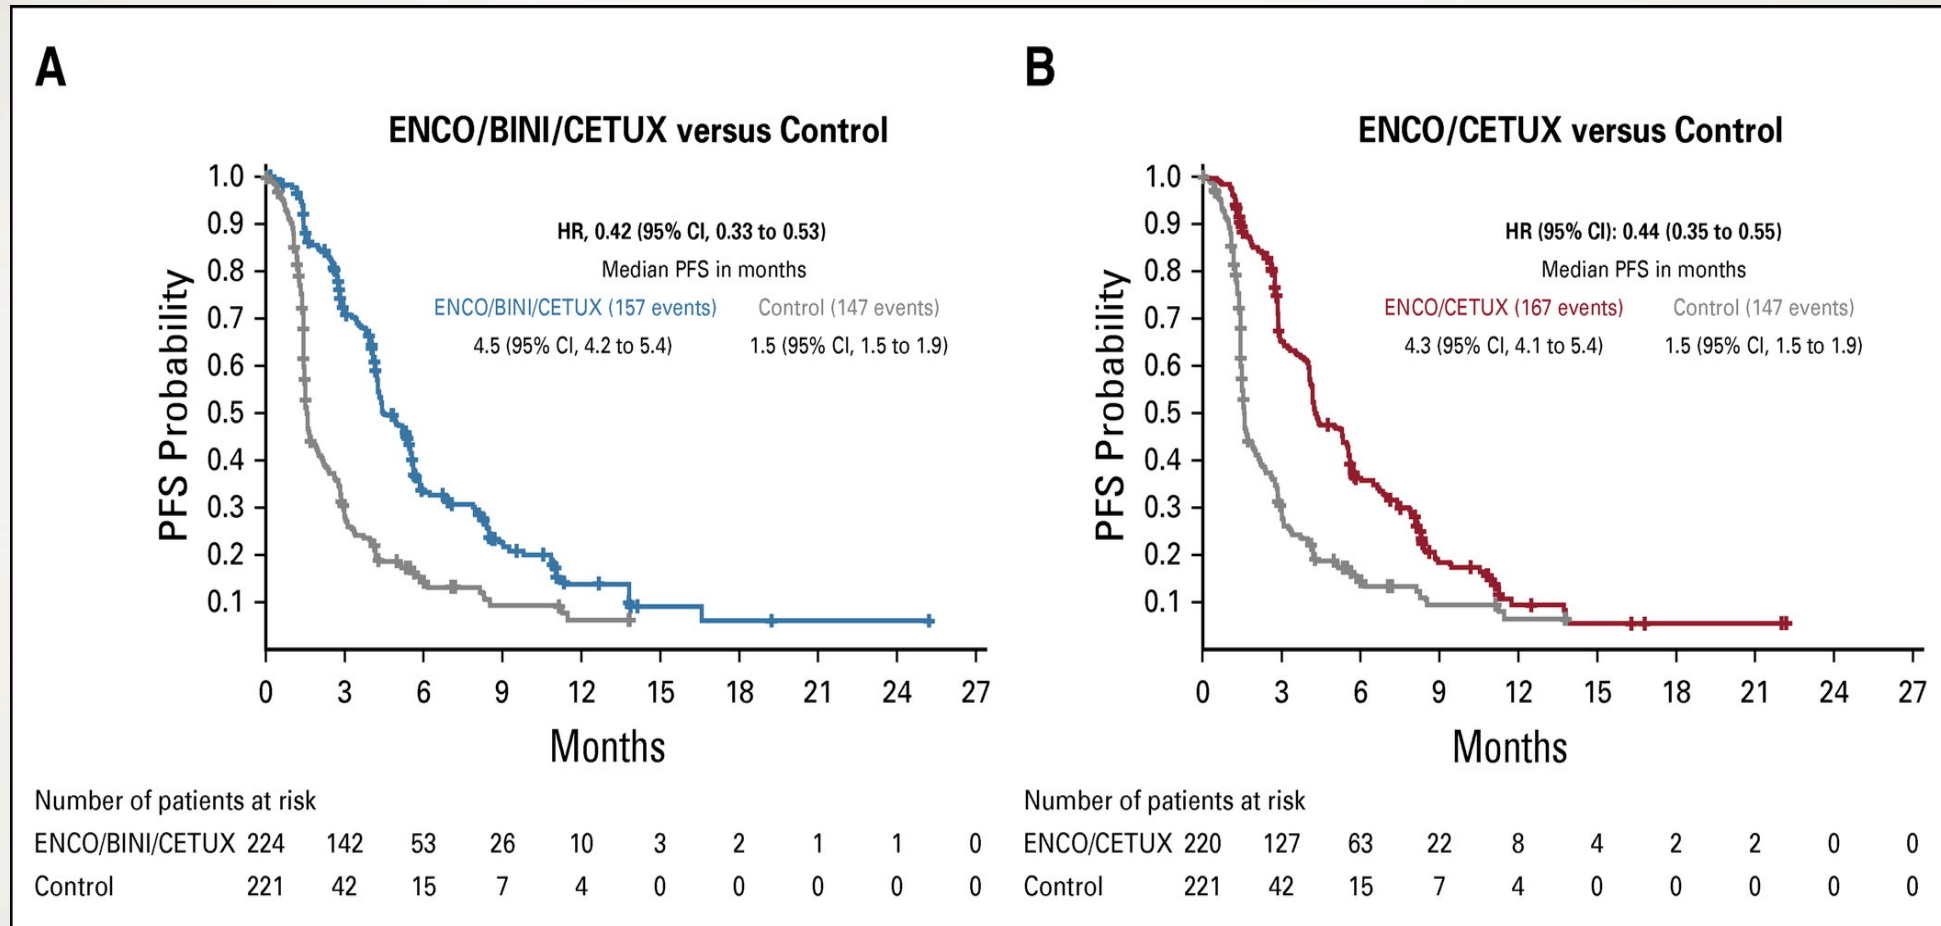 A
ENCO/BINI/CETUX versus Control
PFS Probability
1.0
0.9
0.8
0.7
0.6
0.5
0.4
0.3
0.2
0.1
HR, 0.42 (95% CI, 0.33 to 0.53)
Median PFS in months
ENCO/BINI/CETUX (157 events) Control (147 events)
4.5 (95% CI, 4.2 to 5.4) 1.5 (95% CI, 1.5 to 1.9)
0 3 6 9 12 15 18 21 24 27
Months
Number of patients at risk
ENCO/BINI/CETUX 224 142 53 26 10 3 2 1 1 0
Control 221 42 15 7 4 0 0 0 0 0
B
ENCO/CETUX versus Control
PFS Probability
1.0
0.9
0.8
0.7
0.6
0.5
0.4
0.3
0.2
0.1
HR (95% CI): 0.44 (0.35 to 0.55)
Median PFS in months
ENCO/CETUX (167 events) Control (147 events)
4.3 (95% CI, 4.1 to 5.4) 1.5 (95% CI, 1.5 to 1.9)
0 3 6 9 12 15 18 21 24 27
Months
Number of patients at risk
ENCO/CETUX 220 127 63 22 8 4 2 2 0 0
Control 221 42 15 7 4 0 0 0 0 0